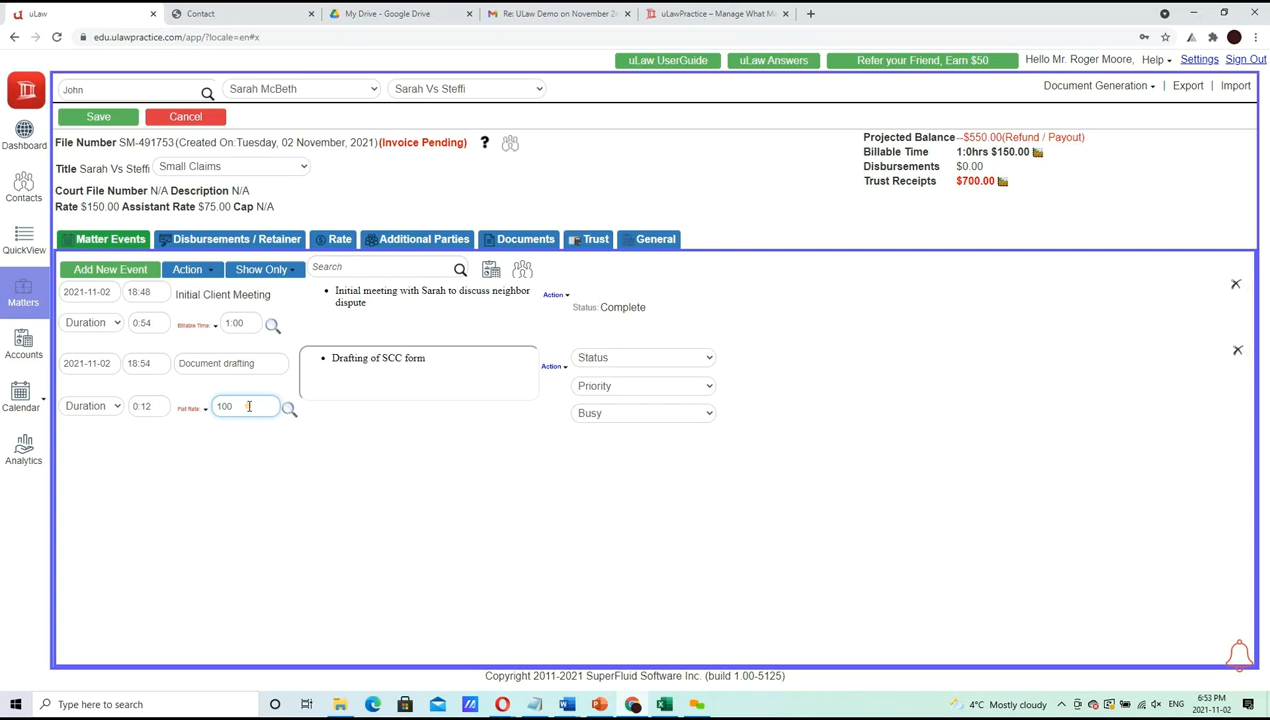 uLaw
Contact
My Drive - Google Drive
Re: ULaw Demo on November 2
uLawPractice – Manage What Ma
edu.ulawpractice.com/app/?locale=en#x
uLaw UserGuide
uLaw Answers
Refer your Friend, Earn $50
Hello Mr. Roger Moore, Help
Settings
Sign Out
John
Sarah McBeth
Sarah Vs Steffi
Document Generation
| Export | Import
Save
Cancel
File Number SM-491753 (Created On:Tuesday, 02 November, 2021) (Invoice Pending) ?
Title Sarah Vs Steffi Small Claims
Court File Number N/A Description N/A
Rate $150.00 Assistant Rate $75.00 Cap N/A
Projected Balance --$550.00(Refund / Payout)
Billable Time 1:0hrs $150.00
Disbursements $0.00
Trust Receipts $700.00
Dashboard
Contacts
QuickView
Matters
Accounts
Calendar
Analytics
Matter Events
Disbursements / Retainer
Rate
Additional Parties
Documents
Trust
General
Add New Event
Action
Show Only
Search
2021-11-02 18:48 Initial Client Meeting
• Initial meeting with Sarah to discuss neighbor
dispute
Action
Status: Complete
Duration 0:54 Billable Time: 1:00
2021-11-02 18:54 Document drafting
• Drafting of SCC form
Action
Status
Priority
Busy
Duration 0:12 Flat Rate: 100
Copyright 2011-2021 SuperFluid Software Inc. (build 1.00-5125)
Type here to search
4°C Mostly cloudy
ENG
6:53 PM
2021-11-02